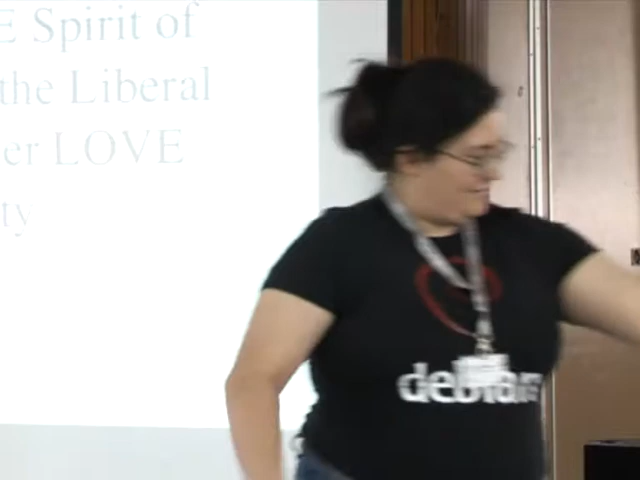 E Spirit of
the Liberal
er LOVE
ty
debian